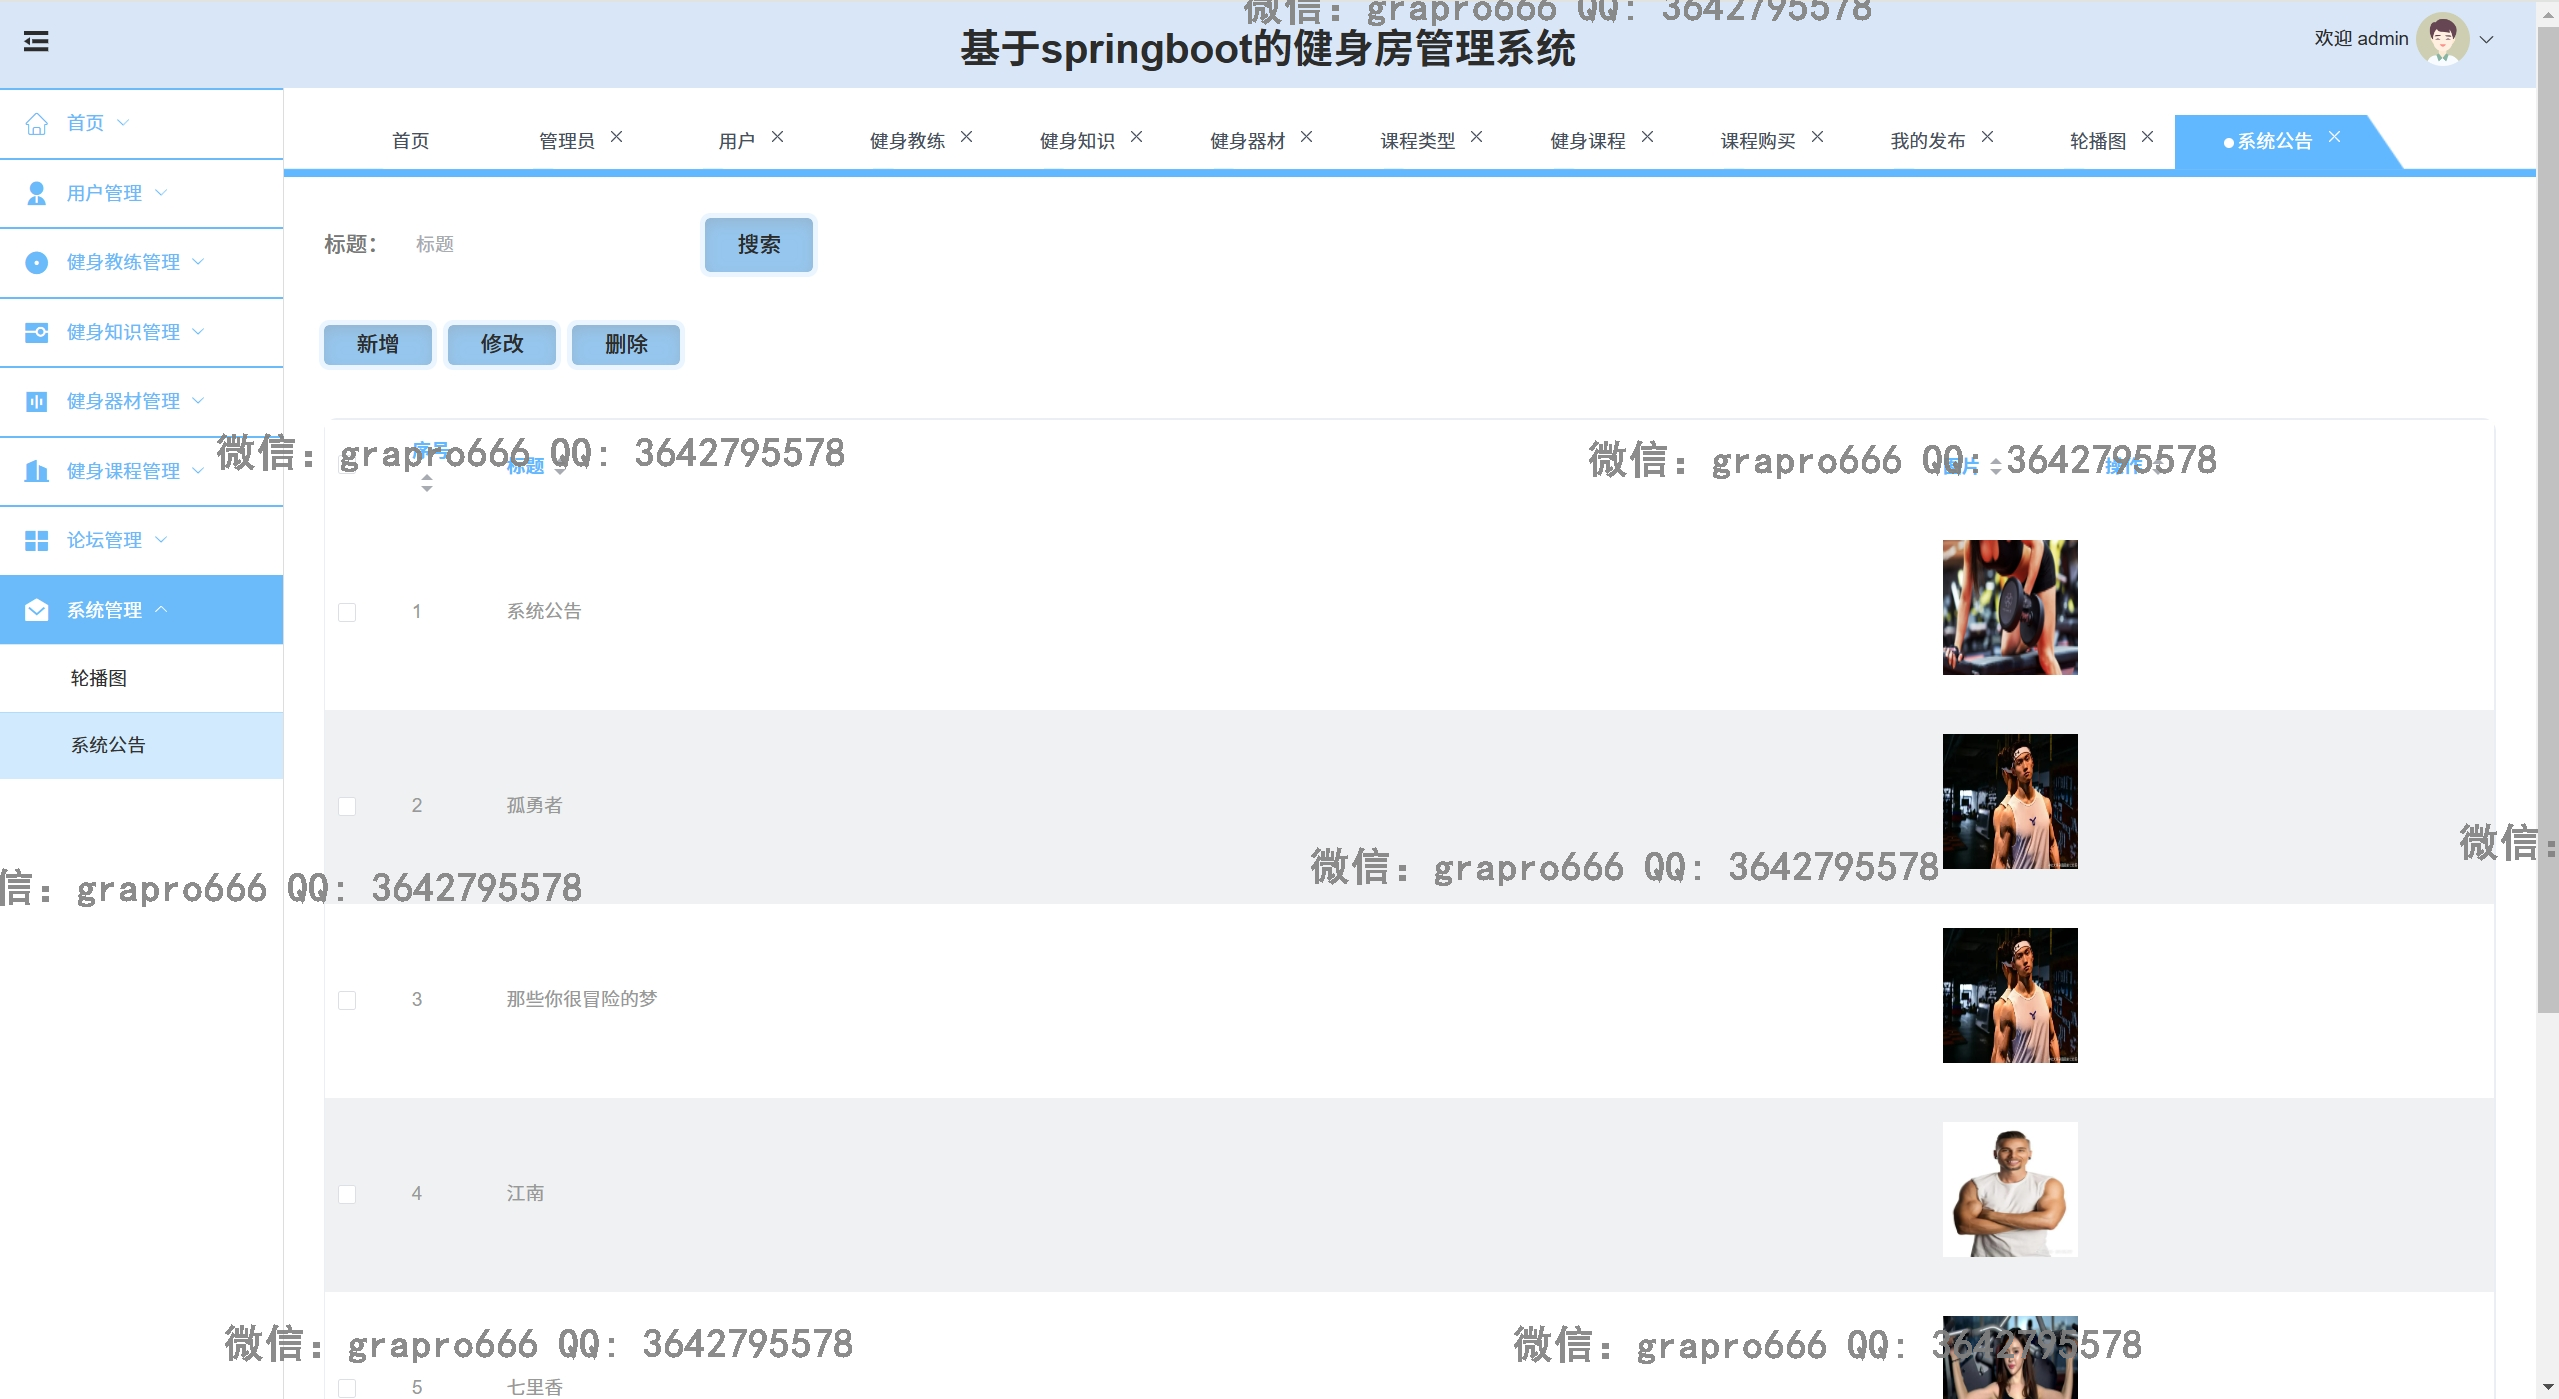 微信: grapro666 QQ: 3642795578
基于springboot的健身房管理系统
欢迎 admin
首页
用户管理
健身教练管理
健身知识管理
健身器材管理
健身课程管理
论坛管理
系统管理
轮播图
系统公告
首页 管理员 用户 健身教练 健身知识 健身器材 课程类型 健身课程 课程购买 我的发布 轮播图 系统公告
标题: 标题 搜索
新增 修改 删除
微信: grapro666 QQ: 3642795578
微信: grapro666 QQ: 3642795578
序号 标题 图片 操作
1 系统公告
2 孤勇者
微信:
微信: grapro666 QQ: 3642795578
信: grapro666 QQ: 3642795578
3 那些你很冒险的梦
4 江南
微信: grapro666 QQ: 3642795578
微信: grapro666 QQ: 3642795578
5 七里香